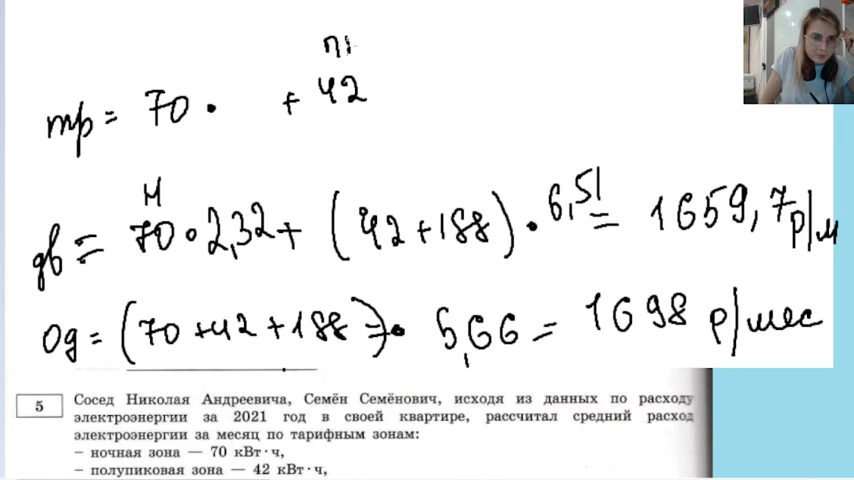 пп
тр = 70 · + 42
н
дв = 70 · 2,32 + (42 + 188) · 6,51 = 1659,7 р/м
Од = (70 + 42 + 188) · 5,66 = 1698 р/мес
5
Сосед Николая Андреевича, Семён Семёнович, исходя из данных по расходу
электроэнергии за 2021 год в своей квартире, рассчитал средний расход
электроэнергии за месяц по тарифным зонам:
– ночная зона — 70 кВт·ч,
– полупиковая зона — 42 кВт·ч,